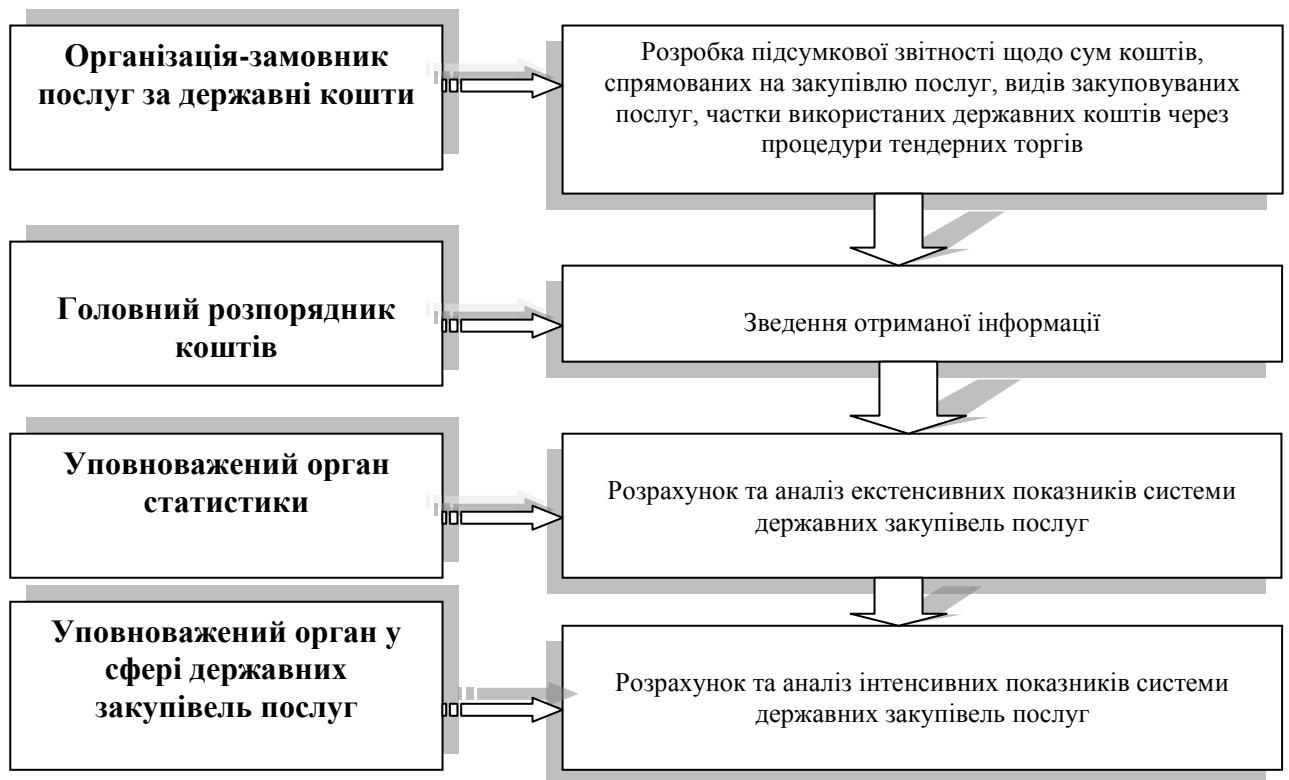 Організація-замовник
послуг за державні кошти
Розробка підсумкової звітності щодо сум коштів,
спрямованих на закупівлю послуг, видів закуповуваних
послуг, частки використаних державних коштів через
процедури тендерних торгів
Головний розпорядник
коштів
Зведення отриманої інформації
Уповноважений орган
статистики
Розрахунок та аналіз екстенсивних показників системи
державних закупівель послуг
Уповноважений орган у
сфері державних
закупівель послуг
Розрахунок та аналіз інтенсивних показників системи
державних закупівель послуг